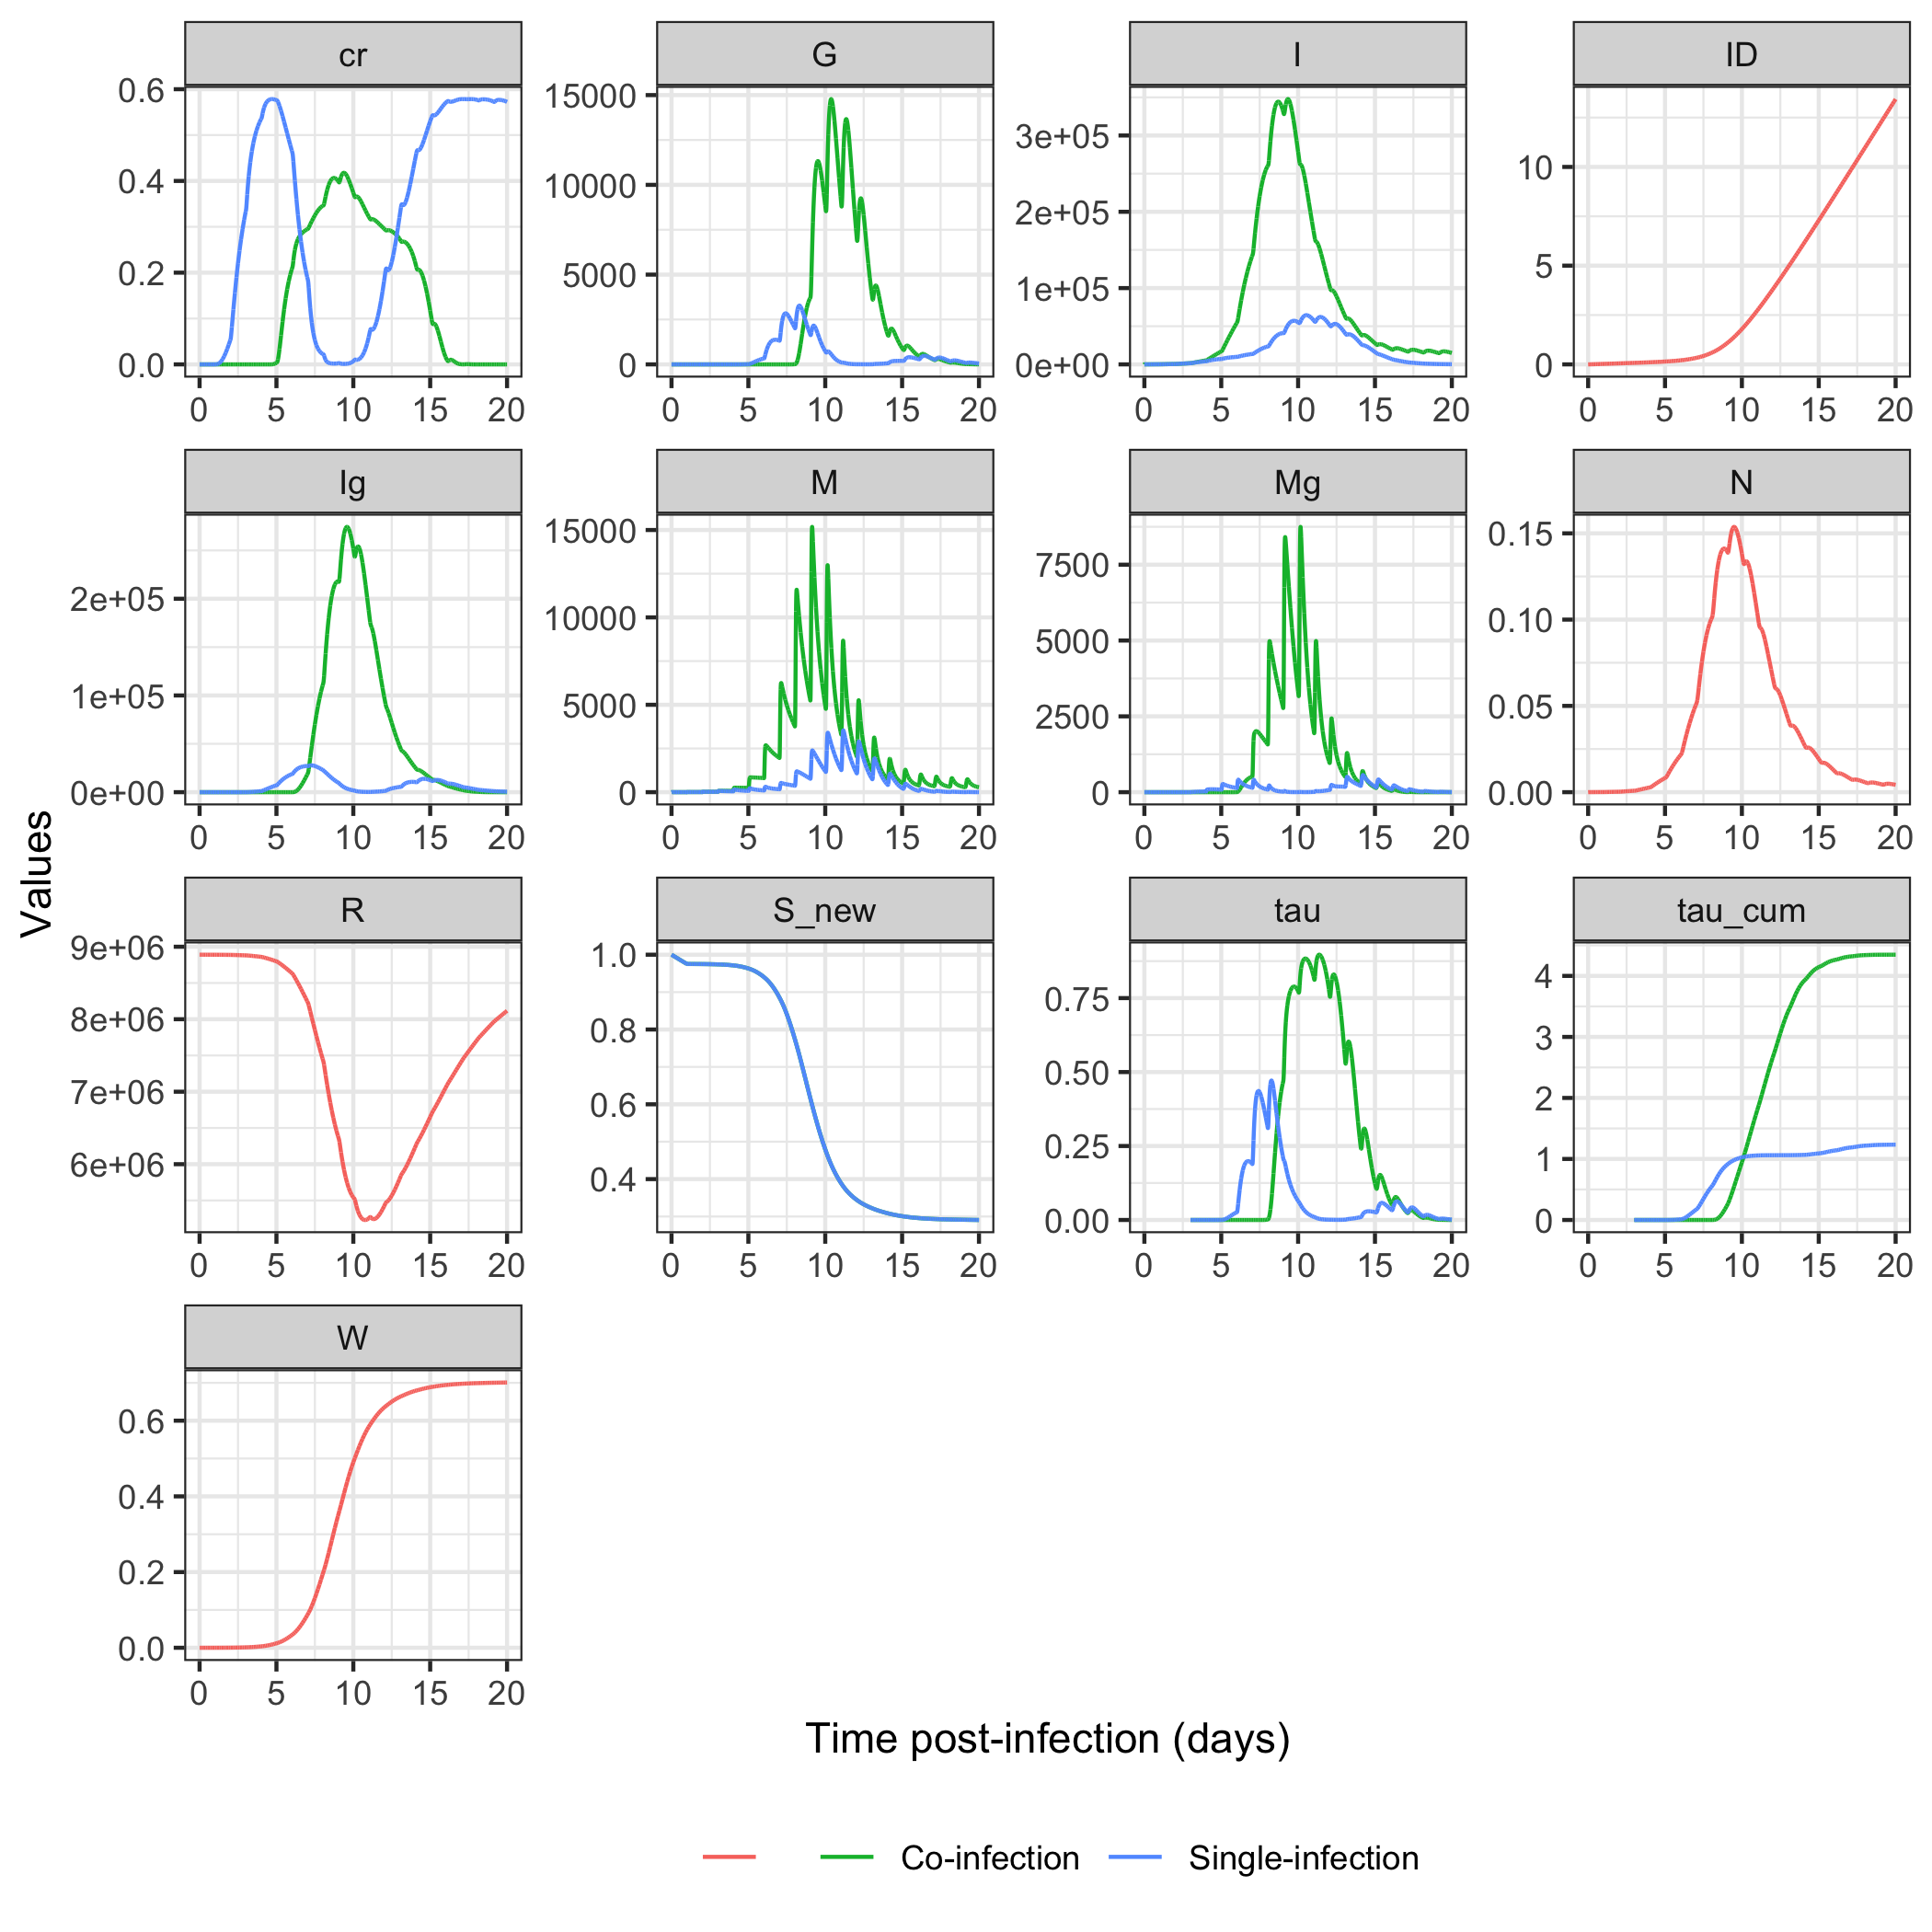 cr G I ID
0.6
0.4
0.2
0.0
0 5 10 15 20
15000
10000
5000
0
0 5 10 15 20
3e+05
2e+05
1e+05
0e+00
0 5 10 15 20
10
5
0
0 5 10 15 20
Ig M Mg N
2e+05
1e+05
0e+00
0 5 10 15 20
15000
10000
5000
0
0 5 10 15 20
7500
5000
2500
0
0 5 10 15 20
0.15
0.10
0.05
0.00
0 5 10 15 20
Values
R S_new tau tau_cum
9e+06
8e+06
7e+06
6e+06
0 5 10 15 20
1.0
0.8
0.6
0.4
0 5 10 15 20
0.75
0.50
0.25
0.00
0 5 10 15 20
4
3
2
1
0
0 5 10 15 20
W
0.6
0.4
0.2
0.0
0 5 10 15 20
Time post-infection (days)
Co-infection Single-infection